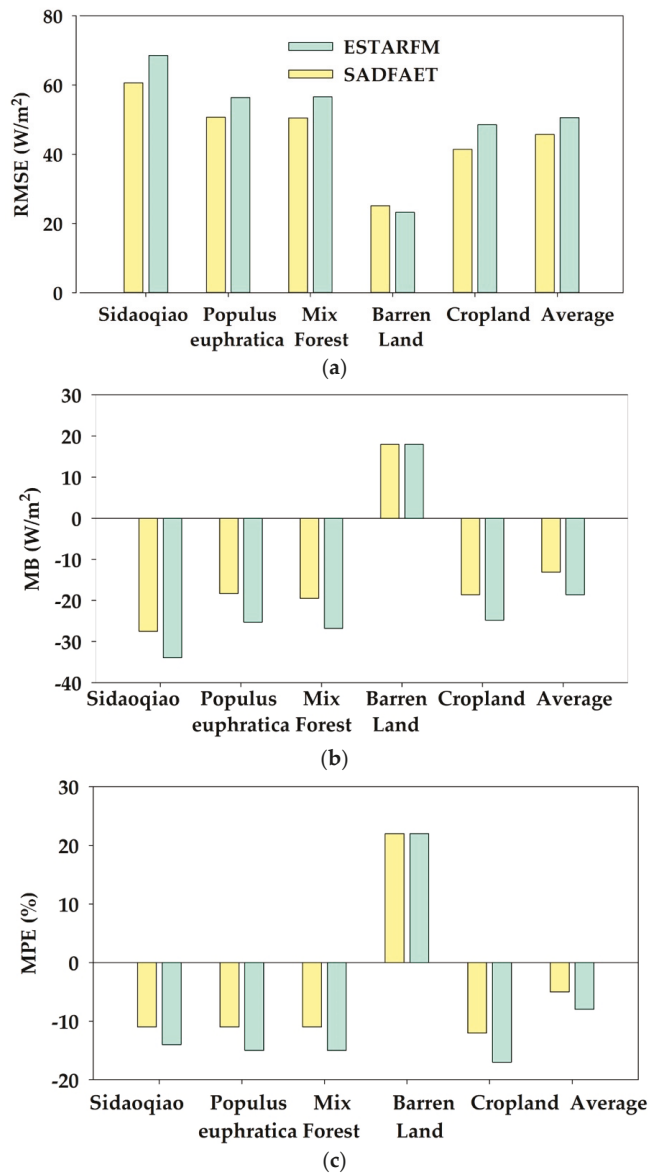 80
60
40
20
0
RMSE (W/m²)
ESTARFM
SADFAET
Sidaoqiao Populus Mix Barren Cropland Average
euphratica Forest Land
(a)
30
20
10
0
-10
-20
-30
-40
MB (W/m²)
Sidaoqiao Populus Mix Barren Cropland Average
euphratica Forest Land
(b)
30
20
10
0
-10
-20
MPE (%)
Sidaoqiao Populus Mix Barren Cropland Average
euphratica Forest Land
(c)